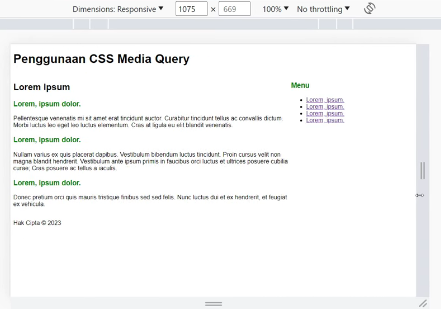 Dimensions: Responsive ▼ 1075 × 669 100% ▼ No throttling ▼
Penggunaan CSS Media Query
Lorem Ipsum
Lorem, ipsum dolor.
Pellentesque venenatis mi sit amet erat tincidunt auctor. Curabitur tincidunt tellus ac convallis dictum.
Morbi luctus leo eget leo luctus elementum. Cras at ligula eu elit blandit venenatis.
Lorem, ipsum dolor.
Nullam varius ex quis placerat dapibus. Vestibulum bibendum luctus tincidunt. Proin cursus velit non
magna blandit hendrerit. Vestibulum ante ipsum primis in faucibus orci luctus et ultrices posuere cubilia
curae; Cras posuere ac tellus a iaculis.
Lorem, ipsum dolor.
Donec pretium orci quis mauris tristique finibus sed sed felis. Nunc luctus dui et ex hendrerit, et feugiat
ex vehicula.
Hak Cipta © 2023
Menu
Lorem, ipsum.
Lorem, ipsum.
Lorem, ipsum.
Lorem, ipsum.